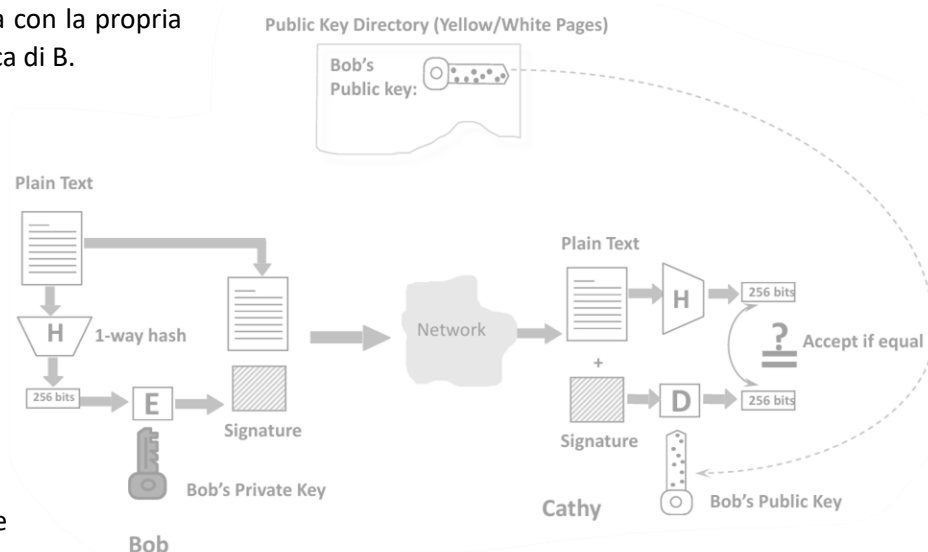 a con la propria
ca di B.
Public Key Directory (Yellow/White Pages)
Bob's
Public key:
Plain Text
H
1-way hash
256 bits
E
Signature
Bob's Private Key
Bob
Network
Plain Text
H
256 bits
+
?
Accept if equal
Signature
D
256 bits
Bob's Public Key
Cathy
e